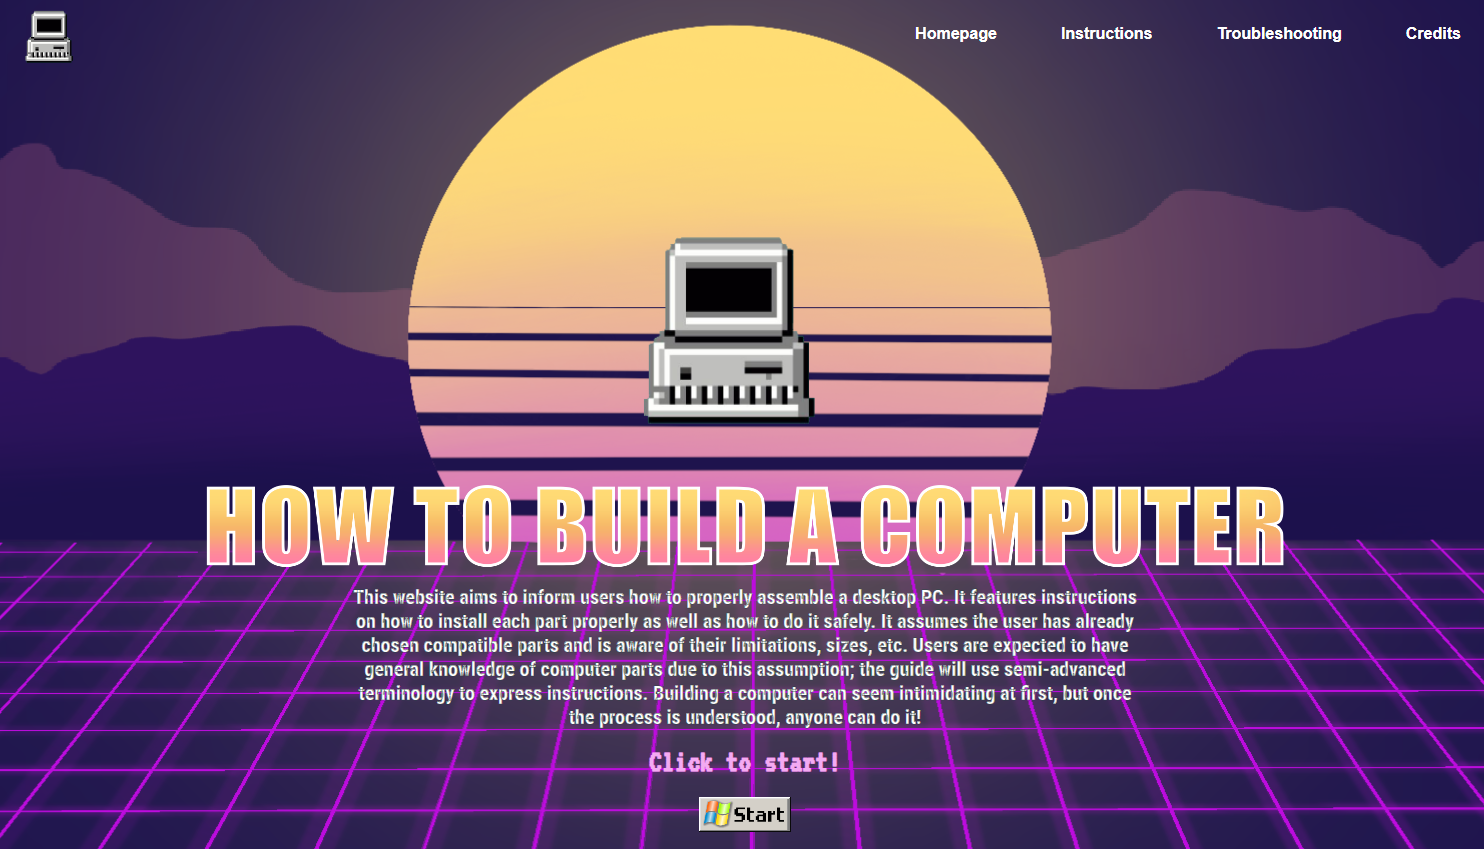 Homepage
Instructions
Troubleshooting
Credits
HOW TO BUILD A COMPUTER
This website aims to inform users how to properly assemble a desktop PC. It features instructions
on how to install each part properly as well as how to do it safely. It assumes the user has already
chosen compatible parts and is aware of their limitations, sizes, etc. Users are expected to have
general knowledge of computer parts due to this assumption; the guide will use semi-advanced
terminology to express instructions. Building a computer can seem intimidating at first, but once
the process is understood, anyone can do it!
Click to start!
Start